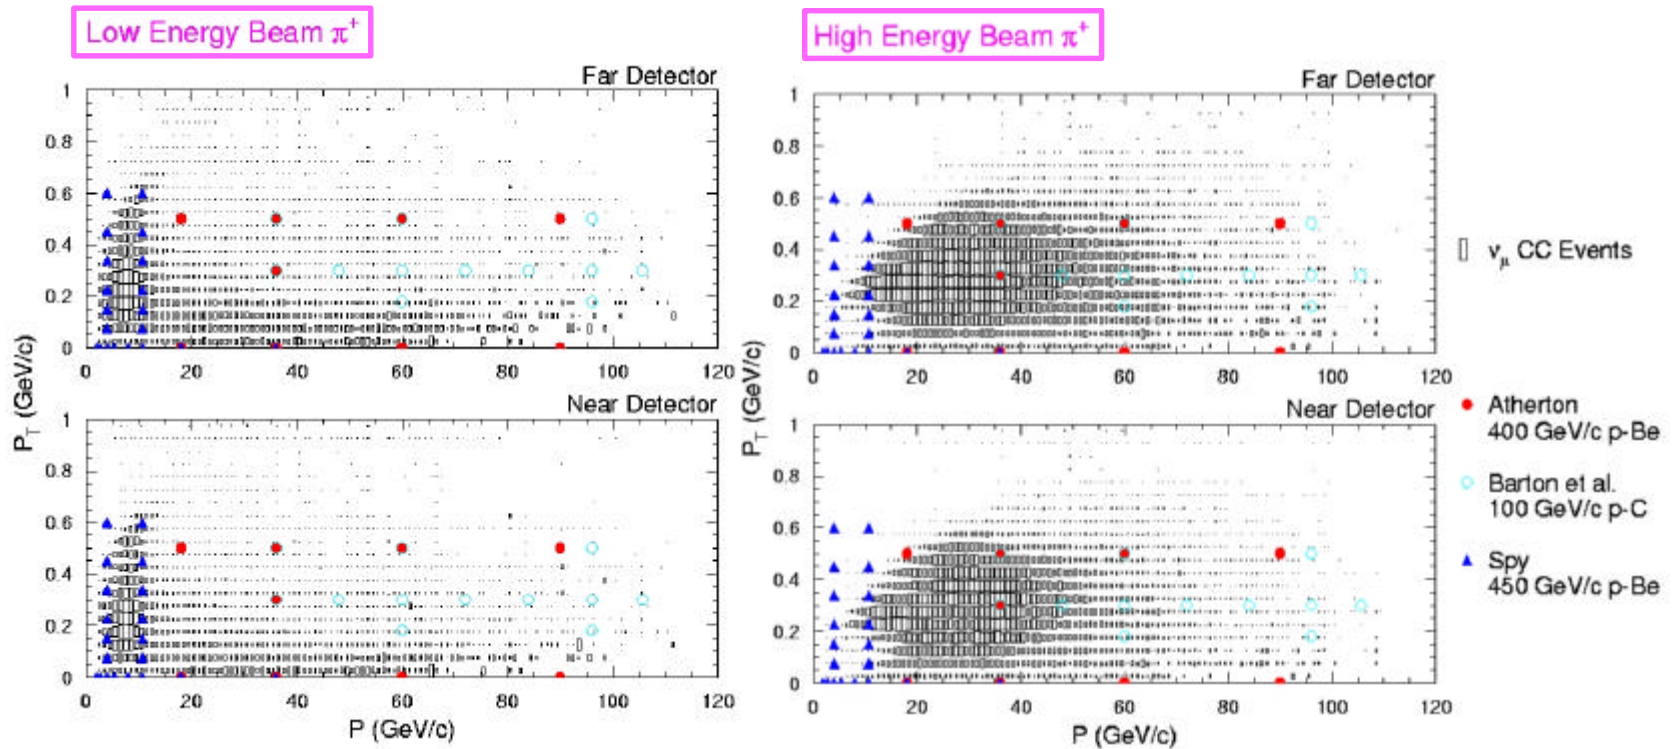 Low Energy Beam π⁺
High Energy Beam π⁺
Far Detector
1
0.8
0.6
0.4
0.2
0
0 20 40 60 80 100 120
Near Detector
1
0.8
0.6
0.4
0.2
0
0 20 40 60 80 100 120
P_T (GeV/c)
P (GeV/c)
Far Detector
1
0.8
0.6
0.4
0.2
0
0 20 40 60 80 100 120
Near Detector
1
0.8
0.6
0.4
0.2
0
0 20 40 60 80 100 120
P_T (GeV/c)
P (GeV/c)
ν_μ CC Events
Atherton
400 GeV/c p-Be
Barton et al.
100 GeV/c p-C
Spy
450 GeV/c p-Be